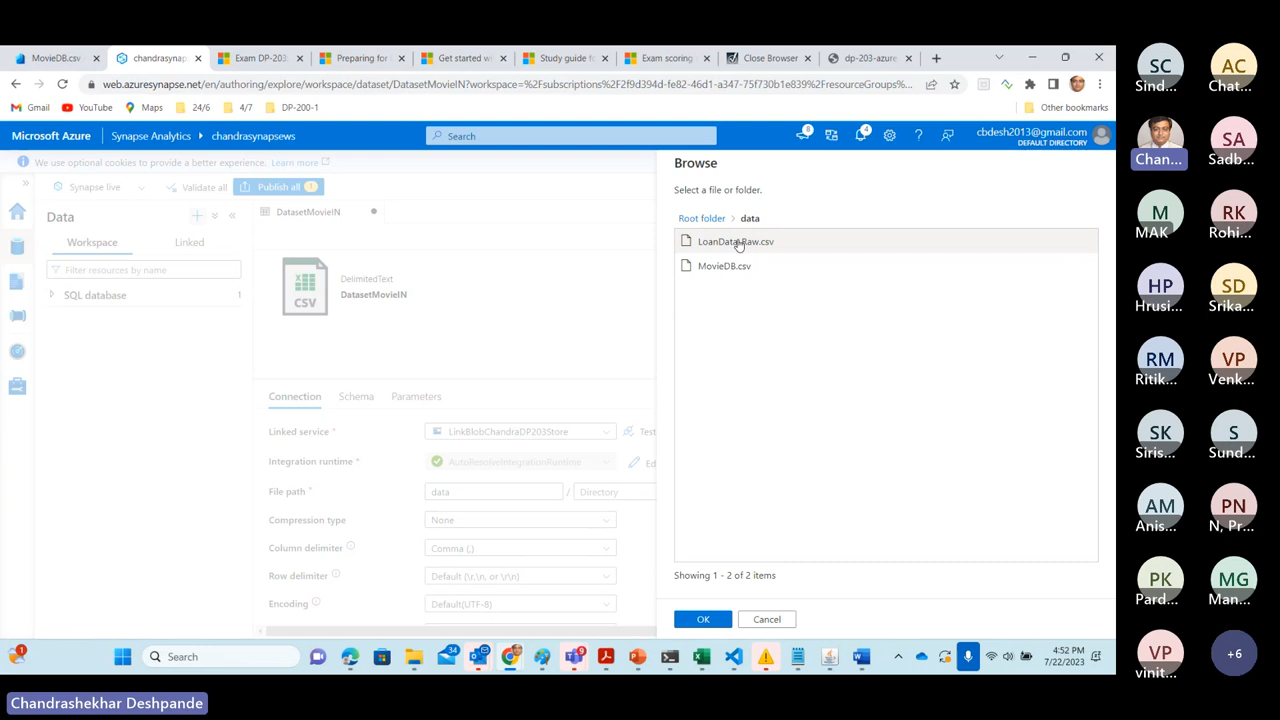 MovieDB.csv
chandrasynap
Exam DP-203:
Preparing for
Get started w
Study guide fo
Exam scoring
Close Browser
dp-203-azure
web.azuresynapse.net/en/authoring/explore/workspace/dataset/DatasetMovieIN?workspace=%2Fsubscriptions%2F2f9d394d-fe82-46d1-a347-75f730b1e839%2FresourceGroups%...
Gmail
YouTube
Maps
24/6
4/7
DP-200-1
Other bookmarks
Microsoft Azure
Synapse Analytics
chandrasynapsews
Search
8
4
cbdesh2013@gmail.com
DEFAULT DIRECTORY
We use optional cookies to provide a better experience. Learn more
Synapse live
Validate all
Publish all 1
Data
Workspace
Linked
Filter resources by name
SQL database 1
DatasetMovieIN
CSV
DelimitedText
DatasetMovieIN
Connection
Schema
Parameters
Linked service *
LinkBlobChandraDP203Store
Test
Integration runtime *
AutoResolveIntegrationRuntime
Ed
File path *
data / Directory
Compression type
None
Column delimiter
Comma (,)
Row delimiter
Default (\r,\n, or \r\n)
Encoding
Default(UTF-8)
Browse
Select a file or folder.
Root folder > data
MovieDB.csv
Showing 1 - 2 of 2 items
OK
Cancel
Search
34
9
4:52 PM
7/22/2023
SC
Sind...
AC
Chat...
Chan...
SA
Sadb...
M
MAK
RK
Rohi...
HP
Hrusi...
SD
Srika...
RM
Ritik...
VP
Venk...
SK
Siris...
S
Sund...
AM
Anis...
PN
N, Pr...
PK
Pard...
MG
Man...
VP
vinit...
+6
Chandrashekhar Deshpande